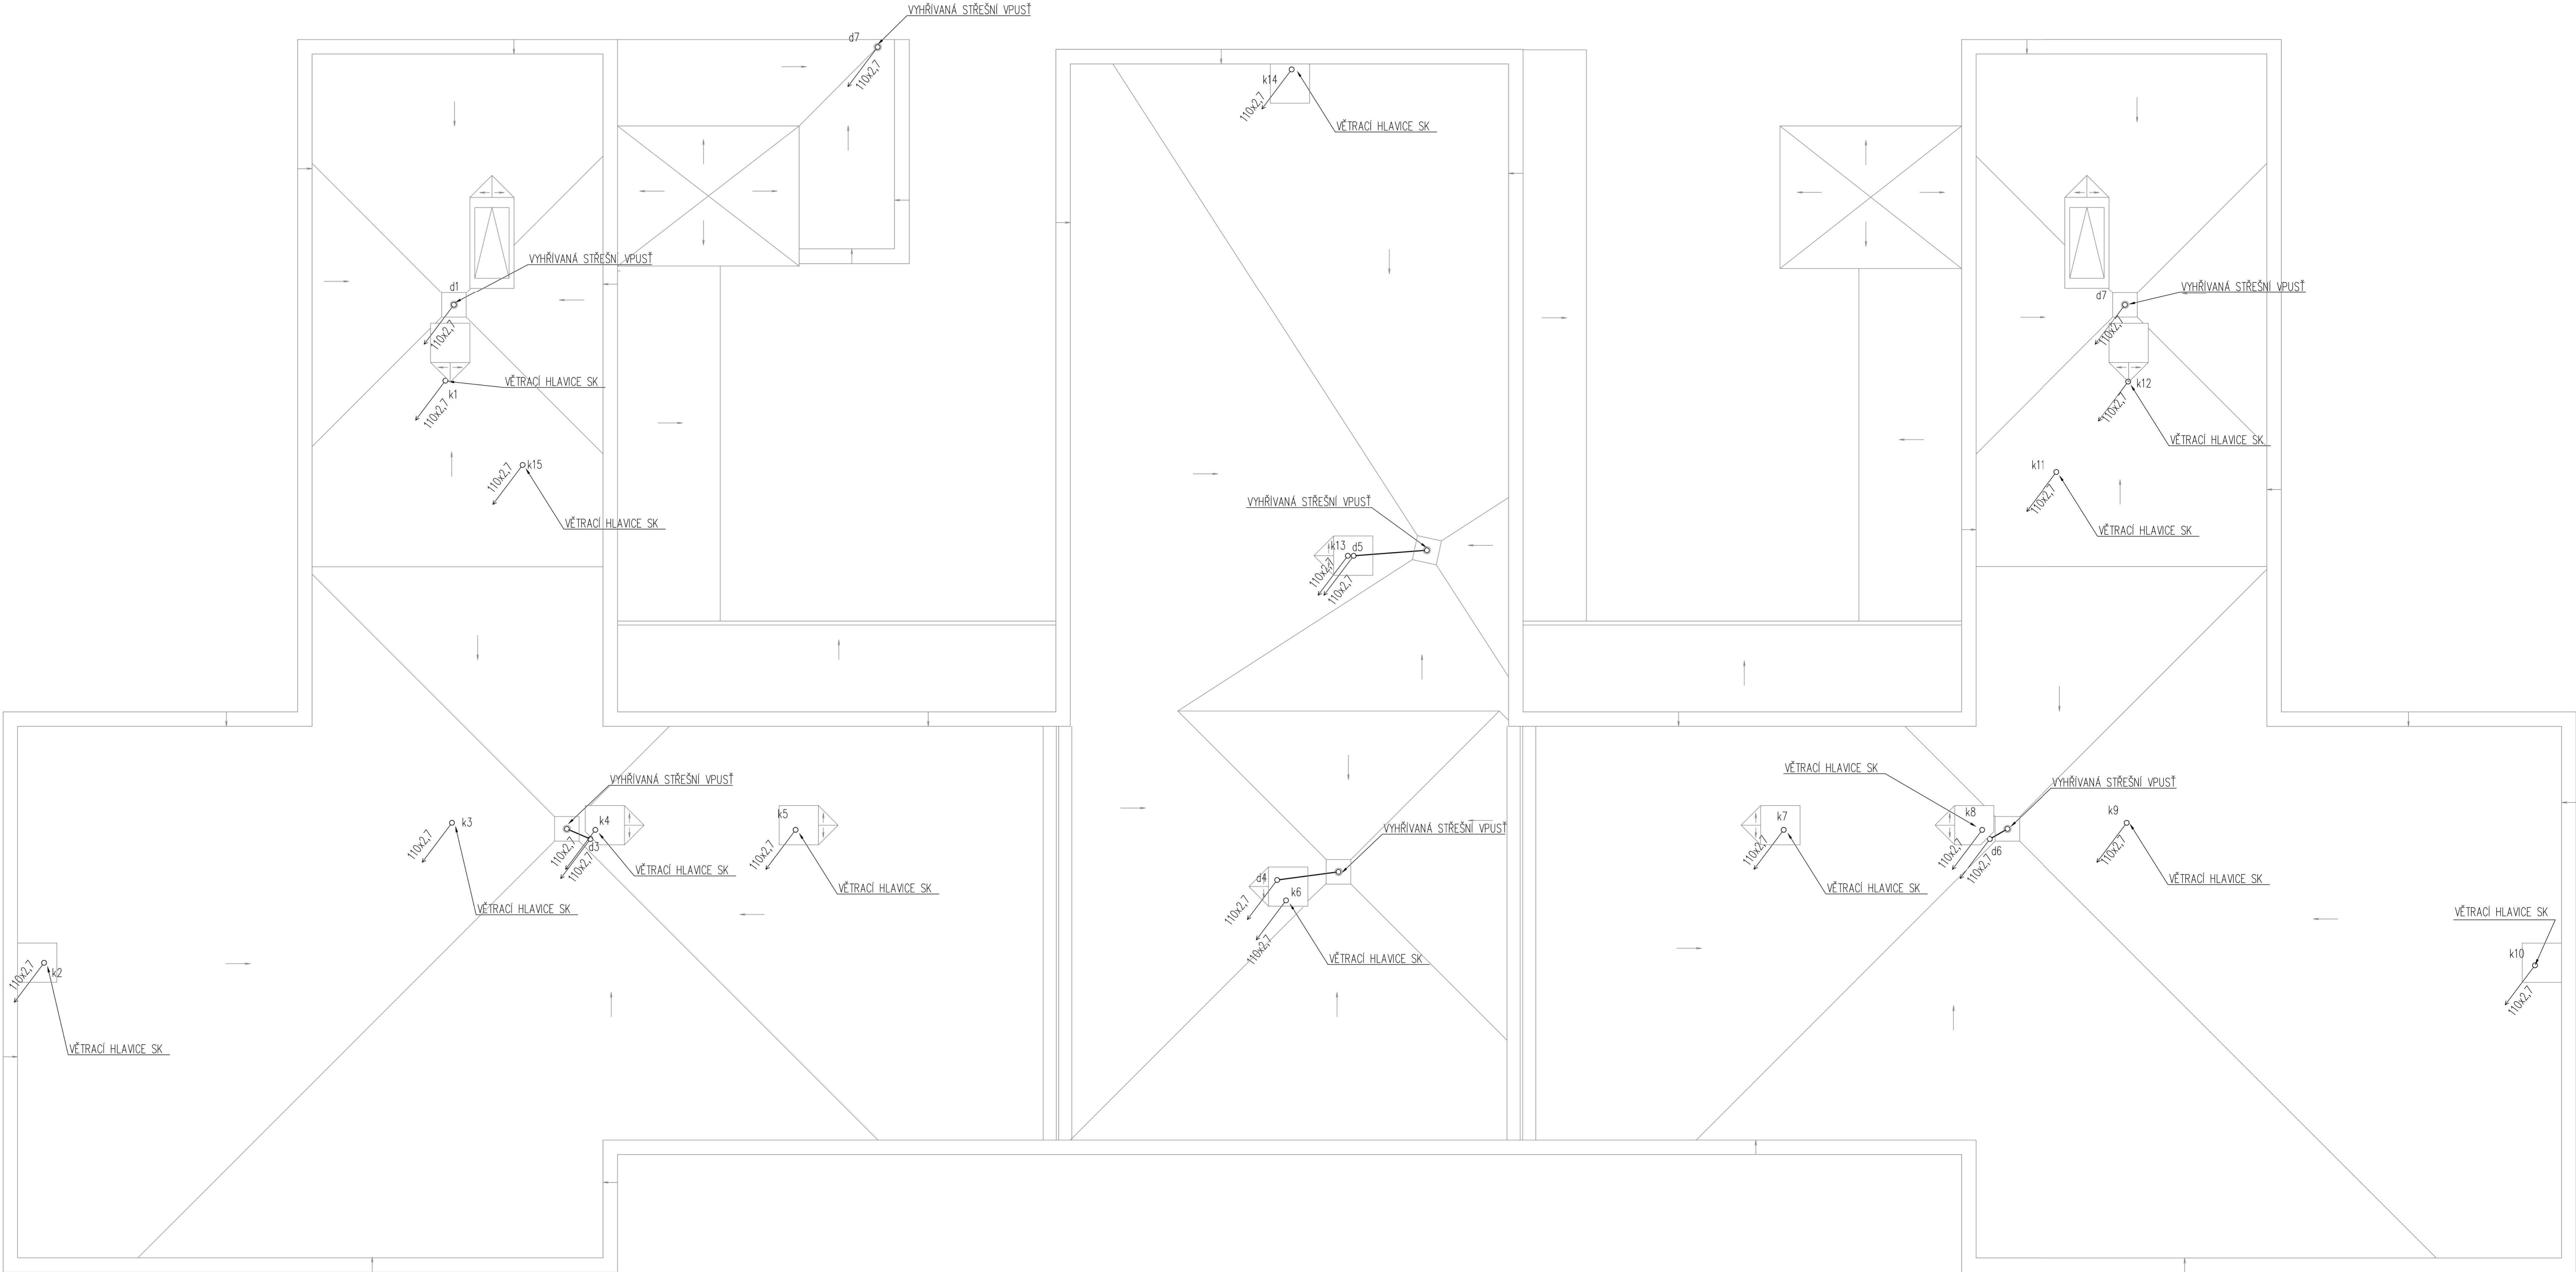 VYHŘÍVANÁ STŘEŠNÍ VPUSŤ
d7
110x2,7
k14
110x2,7
VĚTRACÍ HLAVICE SK
VYHŘÍVANÁ STŘEŠNÍ VPUSŤ
d1
110x2,7
VĚTRACÍ HLAVICE SK
k1
110x2,7
k15
110x2,7
VĚTRACÍ HLAVICE SK
VYHŘÍVANÁ STŘEŠNÍ VPUSŤ
d7
110x2,7
k12
110x2,7
VĚTRACÍ HLAVICE SK
k11
110x2,7
VĚTRACÍ HLAVICE SK
VYHŘÍVANÁ STŘEŠNÍ VPUSŤ
k13
d5
110x2,7
110x2,7
VYHŘÍVANÁ STŘEŠNÍ VPUSŤ
k3
110x2,7
VĚTRACÍ HLAVICE SK
k4
d3
110x2,7
110x2,7
VĚTRACÍ HLAVICE SK
k5
110x2,7
VĚTRACÍ HLAVICE SK
k2
110x2,7
VĚTRACÍ HLAVICE SK
VYHŘÍVANÁ STŘEŠNÍ VPUSŤ
d4
110x2,7
k6
110x2,7
VĚTRACÍ HLAVICE SK
VĚTRACÍ HLAVICE SK
VYHŘÍVANÁ STŘEŠNÍ VPUSŤ
k7
110x2,7
VĚTRACÍ HLAVICE SK
k8
d6
110x2,7
110x2,7
k9
110x2,7
VĚTRACÍ HLAVICE SK
VĚTRACÍ HLAVICE SK
k10
110x2,7